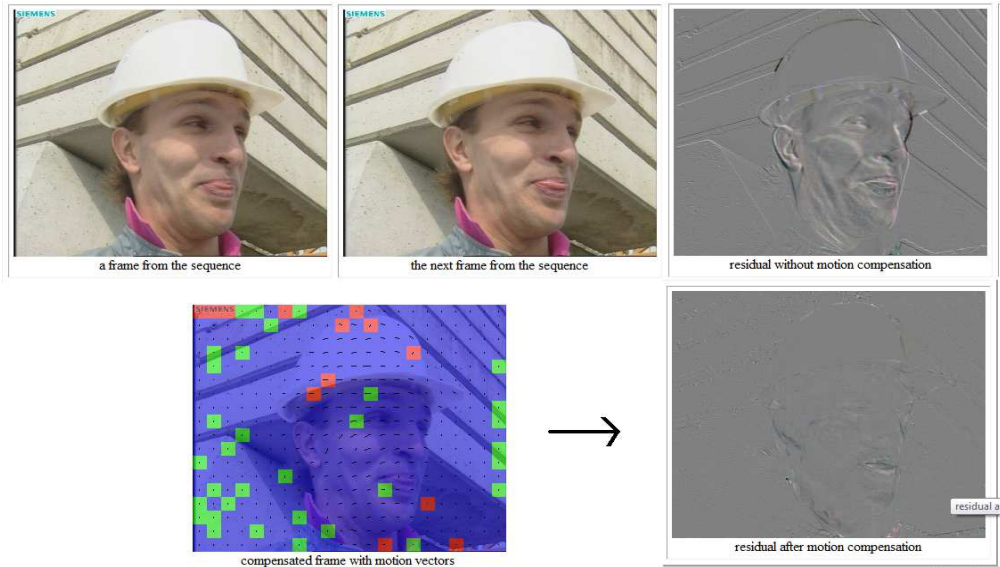 SIEMENS
SIEMENS
a frame from the sequence
the next frame from the sequence
residual without motion compensation
SIEMENS
compensated frame with motion vectors
residual a
residual after motion compensation